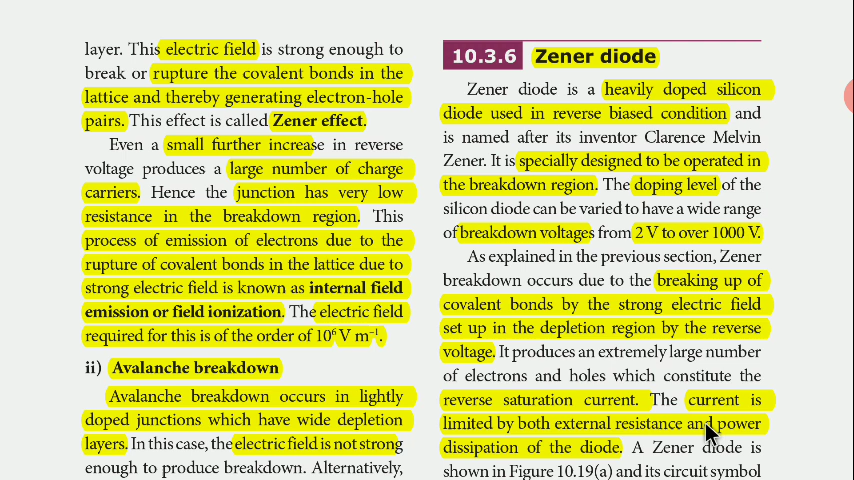 layer. This electric field is strong enough to
break or rupture the covalent bonds in the
lattice and thereby generating electron-hole
pairs. This effect is called Zener effect.
Even a small further increase in reverse
voltage produces a large number of charge
carriers. Hence the junction has very low
resistance in the breakdown region. This
process of emission of electrons due to the
rupture of covalent bonds in the lattice due to
strong electric field is known as internal field
emission or field ionization. The electric field
required for this is of the order of 10⁶ V m⁻¹.
ii) Avalanche breakdown
Avalanche breakdown occurs in lightly
doped junctions which have wide depletion
layers. In this case, the electric field is not strong
enough to produce breakdown. Alternatively,
10.3.6 Zener diode
Zener diode is a heavily doped silicon
diode used in reverse biased condition and
is named after its inventor Clarence Melvin
Zener. It is specially designed to be operated in
the breakdown region. The doping level of the
silicon diode can be varied to have a wide range
of breakdown voltages from 2 V to over 1000 V.
As explained in the previous section, Zener
breakdown occurs due to the breaking up of
covalent bonds by the strong electric field
set up in the depletion region by the reverse
voltage. It produces an extremely large number
of electrons and holes which constitute the
reverse saturation current. The current is
limited by both external resistance and power
dissipation of the diode. A Zener diode is
shown in Figure 10.19(a) and its circuit symbol